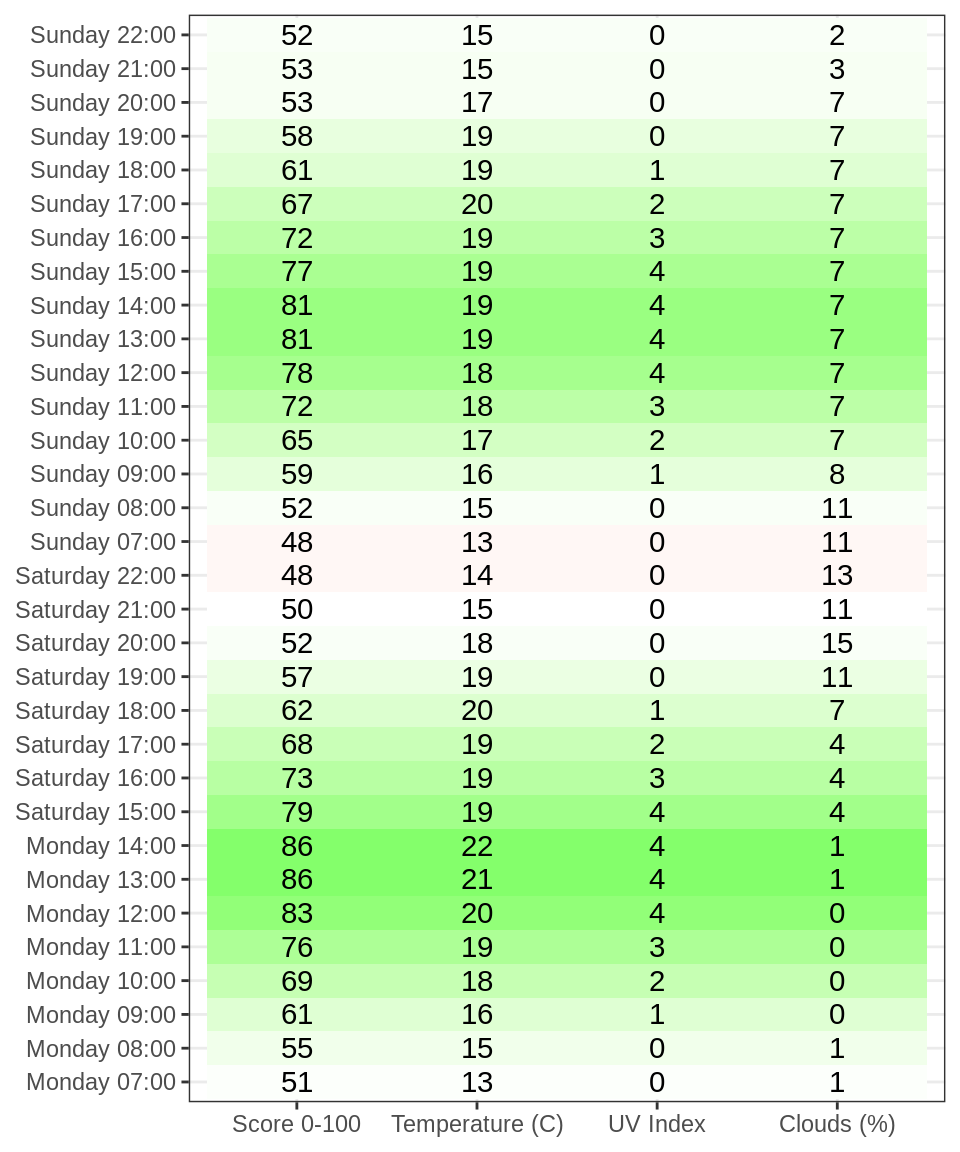 Sunday 22:00 52 15 0 2
Sunday 21:00 53 15 0 3
Sunday 20:00 53 17 0 7
Sunday 19:00 58 19 0 7
Sunday 18:00 61 19 1 7
Sunday 17:00 67 20 2 7
Sunday 16:00 72 19 3 7
Sunday 15:00 77 19 4 7
Sunday 14:00 81 19 4 7
Sunday 13:00 81 19 4 7
Sunday 12:00 78 18 4 7
Sunday 11:00 72 18 3 7
Sunday 10:00 65 17 2 7
Sunday 09:00 59 16 1 8
Sunday 08:00 52 15 0 11
Sunday 07:00 48 13 0 11
Saturday 22:00 48 14 0 13
Saturday 21:00 50 15 0 11
Saturday 20:00 52 18 0 15
Saturday 19:00 57 19 0 11
Saturday 18:00 62 20 1 7
Saturday 17:00 68 19 2 4
Saturday 16:00 73 19 3 4
Saturday 15:00 79 19 4 4
Monday 14:00 86 22 4 1
Monday 13:00 86 21 4 1
Monday 12:00 83 20 4 0
Monday 11:00 76 19 3 0
Monday 10:00 69 18 2 0
Monday 09:00 61 16 1 0
Monday 08:00 55 15 0 1
Monday 07:00 51 13 0 1
Score 0-100 Temperature (C) UV Index Clouds (%)